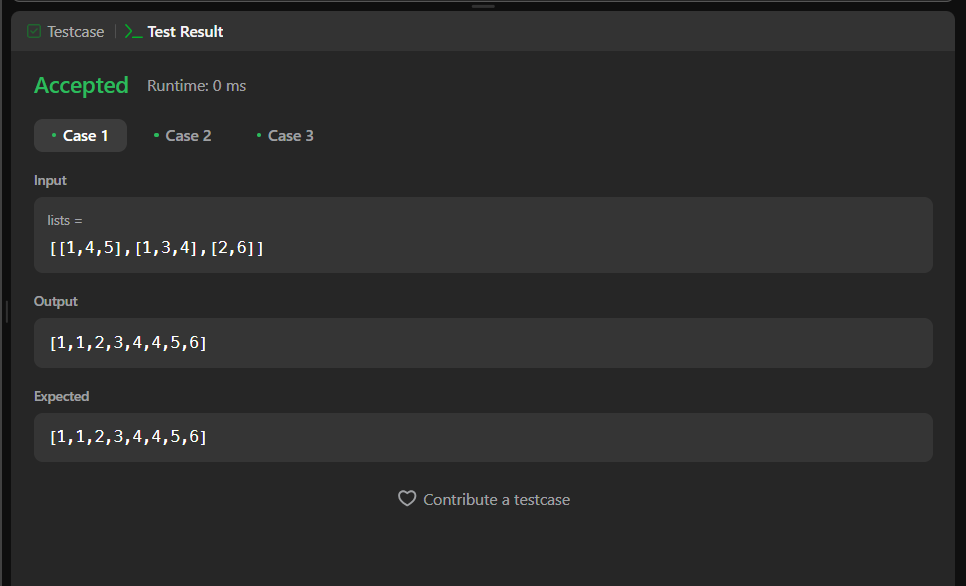 Testcase
Test Result
Accepted Runtime: 0 ms
Case 1 Case 2 Case 3
Input
lists =
[[1,4,5],[1,3,4],[2,6]]
Output
[1,1,2,3,4,4,5,6]
Expected
[1,1,2,3,4,4,5,6]
Contribute a testcase